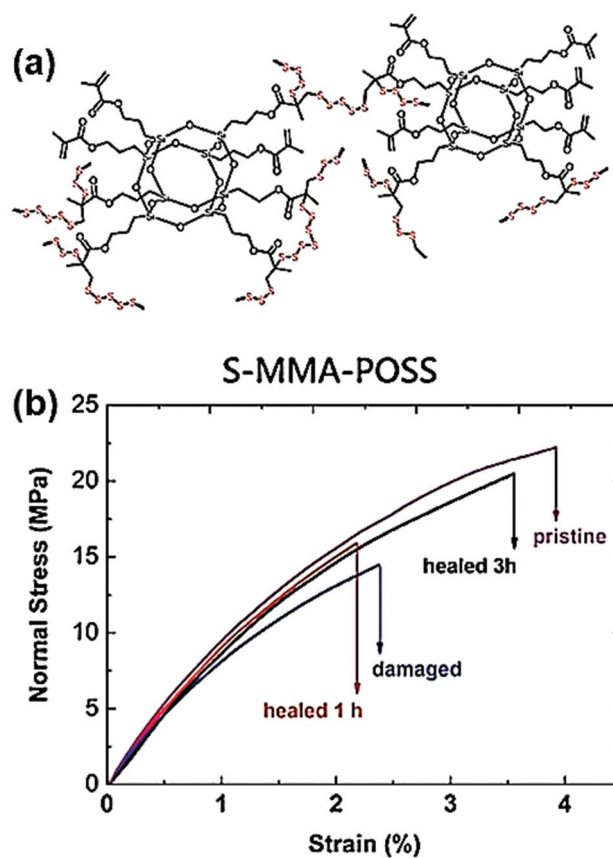 (a)
S-MMA-POSS
(b)
25
20
15
10
5
0
Normal Stress (MPa)
pristine
healed 3h
damaged
healed 1 h
0
1
2
3
4
Strain (%)